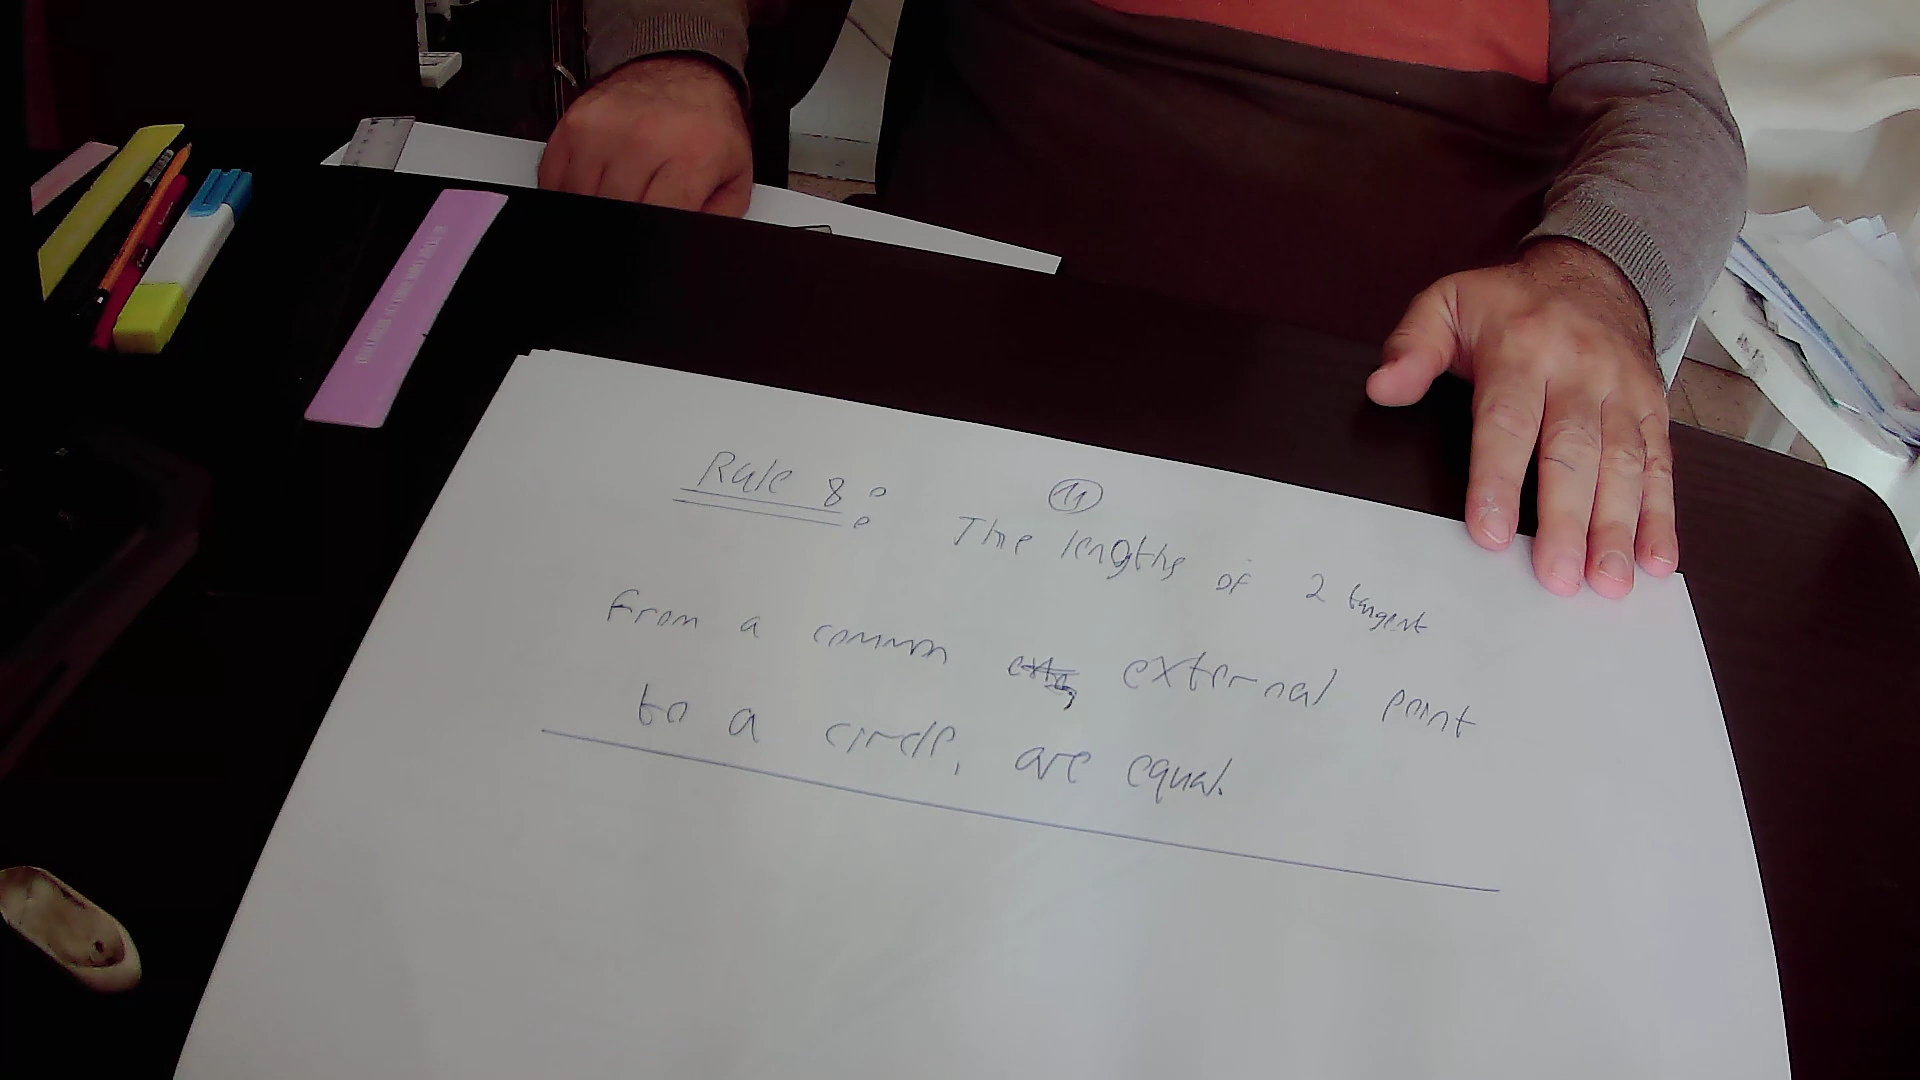 11
Rule 8: The lengths of 2 tangent
From a common external point
to a circle, are equal.